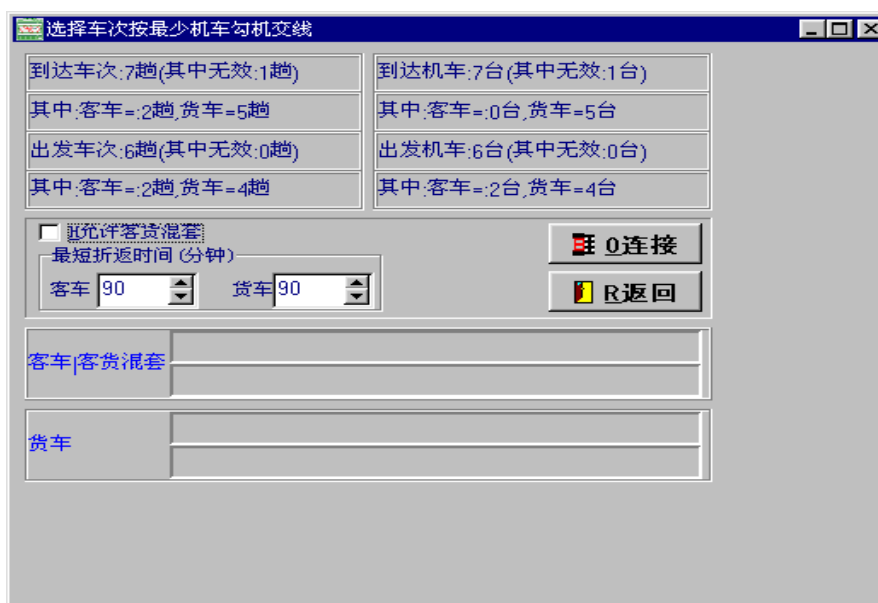 选择车次按最少机车勾机交线
到达车次:7趟(其中无效:1趟)
到达机车:7台(其中无效:1台)
其中:客车=:2趟,货车=5趟
其中:客车=:0台,货车=5台
出发车次:6趟(其中无效:0趟)
出发机车:6台(其中无效:0台)
其中:客车=:2趟,货车=4趟
其中:客车=:2台,货车=4台
H允许客货混套
最短折返时间(分钟)
客车 90 货车 90
O连接
R返回
客车|客货混套
货车